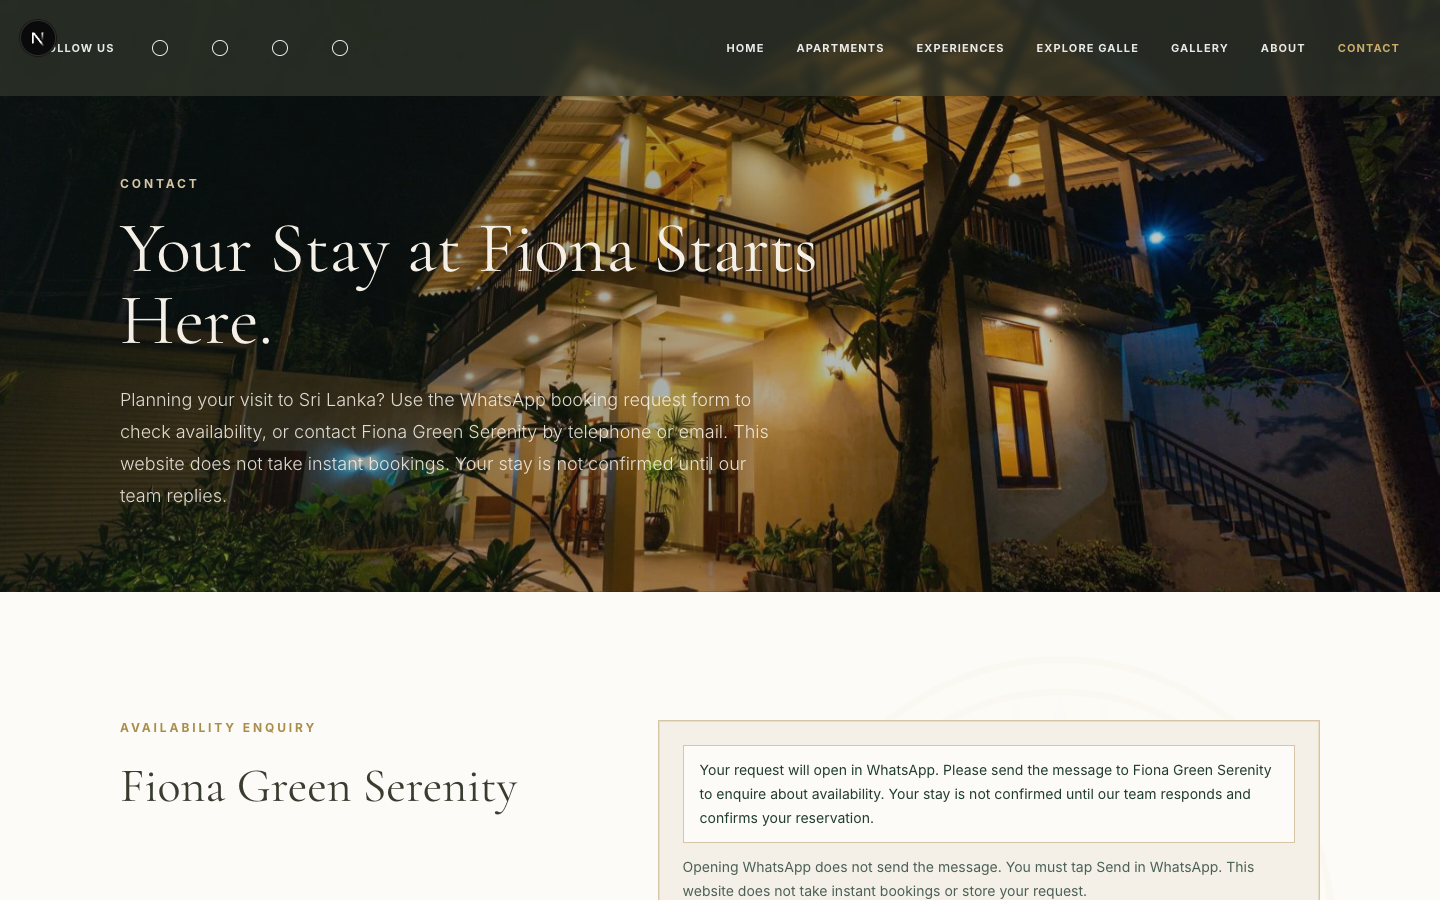 N
LLOW US
HOME
APARTMENTS
EXPERIENCES
EXPLORE GALLE
GALLERY
ABOUT
CONTACT
CONTACT
Your Stay at Fiona Starts
Here.
Planning your visit to Sri Lanka? Use the WhatsApp booking request form to
check availability, or contact Fiona Green Serenity by telephone or email. This
website does not take instant bookings. Your stay is not confirmed until our
team replies.
AVAILABILITY ENQUIRY
Fiona Green Serenity
Your request will open in WhatsApp. Please send the message to Fiona Green Serenity
to enquire about availability. Your stay is not confirmed until our team responds and
confirms your reservation.
Opening WhatsApp does not send the message. You must tap Send in WhatsApp. This
website does not take instant bookings or store your request.